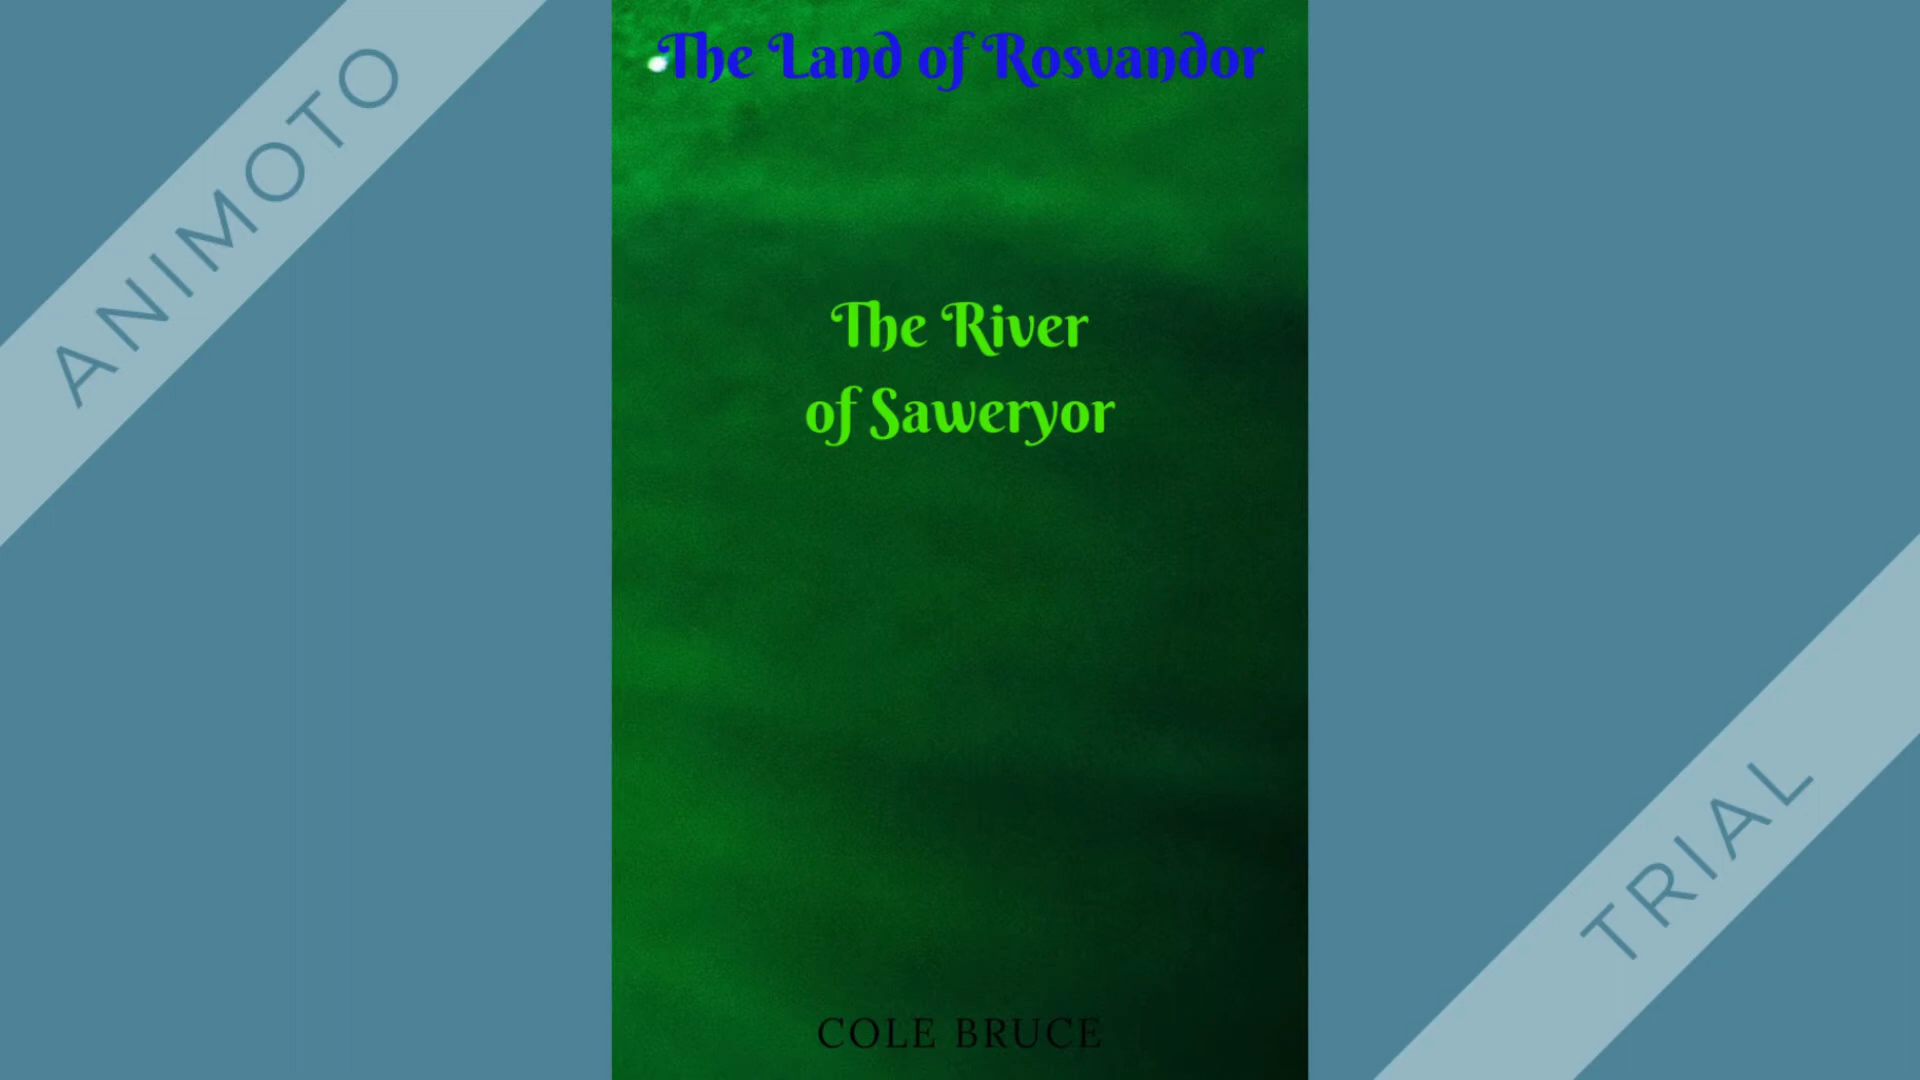 ANIMOTO
The Land of Rosvandor
The River
of Saweryor
COLE BRUCE
TRIAL